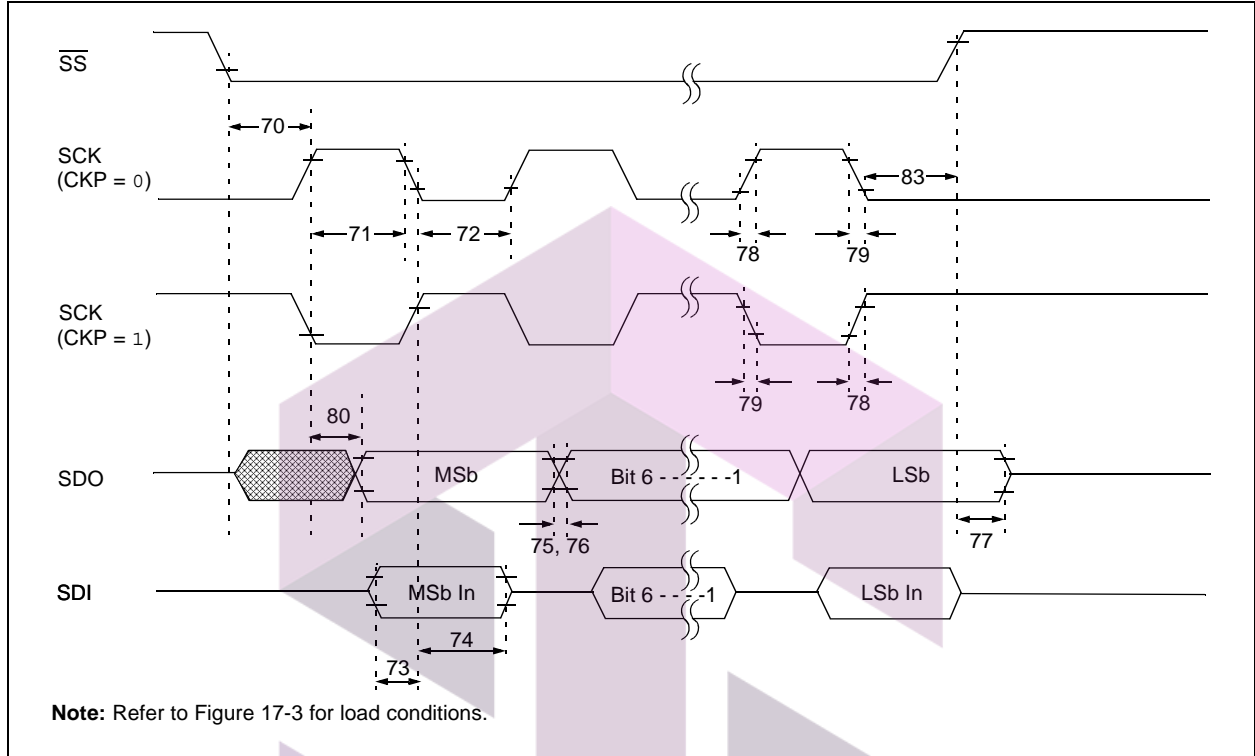 SS
70
SCK
(CKP = 0)
83
71
72
78
79
SCK
(CKP = 1)
79
78
80
SDO
MSb
Bit 6 - - - - - -1
LSb
75, 76
77
SDI
MSb In
Bit 6 - - - -1
LSb In
74
73
Note: Refer to Figure 17-3 for load conditions.